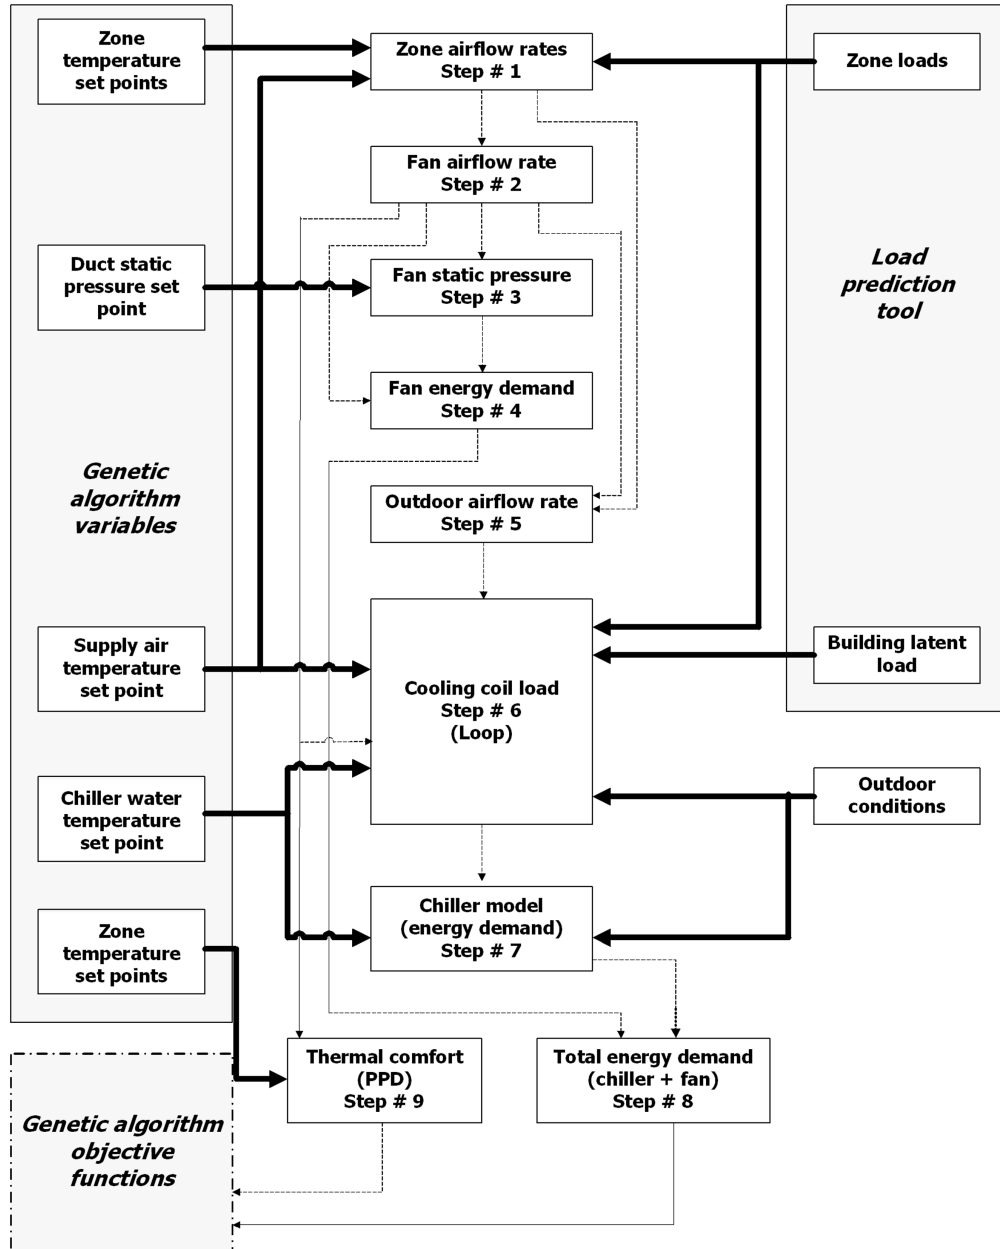 Zone
temperature
set points
Zone airflow rates
Step # 1
Zone loads
Fan airflow rate
Step # 2
Duct static
pressure set
point
Fan static pressure
Step # 3
Load
prediction
tool
Fan energy demand
Step # 4
Genetic
algorithm
variables
Outdoor airflow rate
Step # 5
Supply air
temperature
set point
Cooling coil load
Step # 6
(Loop)
Building latent
load
Chiller water
temperature
set point
Outdoor
conditions
Zone
temperature
set points
Chiller model
(energy demand)
Step # 7
Thermal comfort
(PPD)
Step # 9
Total energy demand
(chiller + fan)
Step # 8
Genetic algorithm
objective
functions